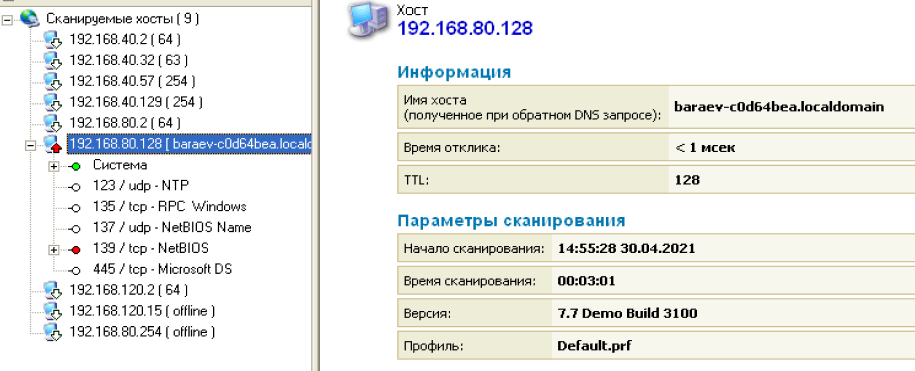 Сканируемые хосты ( 9 )
192.168.40.2 ( 64 )
192.168.40.32 ( 63 )
192.168.40.57 ( 254 )
192.168.40.129 ( 254 )
192.168.80.2 ( 64 )
192.168.80.128 [ baraev-c0d64bea.locald
Система
123 / udp - NTP
135 / tcp - RPC Windows
137 / udp - NetBIOS Name
139 / tcp - NetBIOS
445 / tcp - Microsoft DS
192.168.120.2 ( 64 )
192.168.120.15 ( offline )
192.168.80.254 ( offline )
Хост
192.168.80.128
Информация
Имя хоста
(полученное при обратном DNS запросе): baraev-c0d64bea.localdomain
Время отклика: < 1 мсек
TTL: 128
Параметры сканирования
Начало сканирования: 14:55:28 30.04.2021
Время сканирования: 00:03:01
Версия: 7.7 Demo Build 3100
Профиль: Default.prf